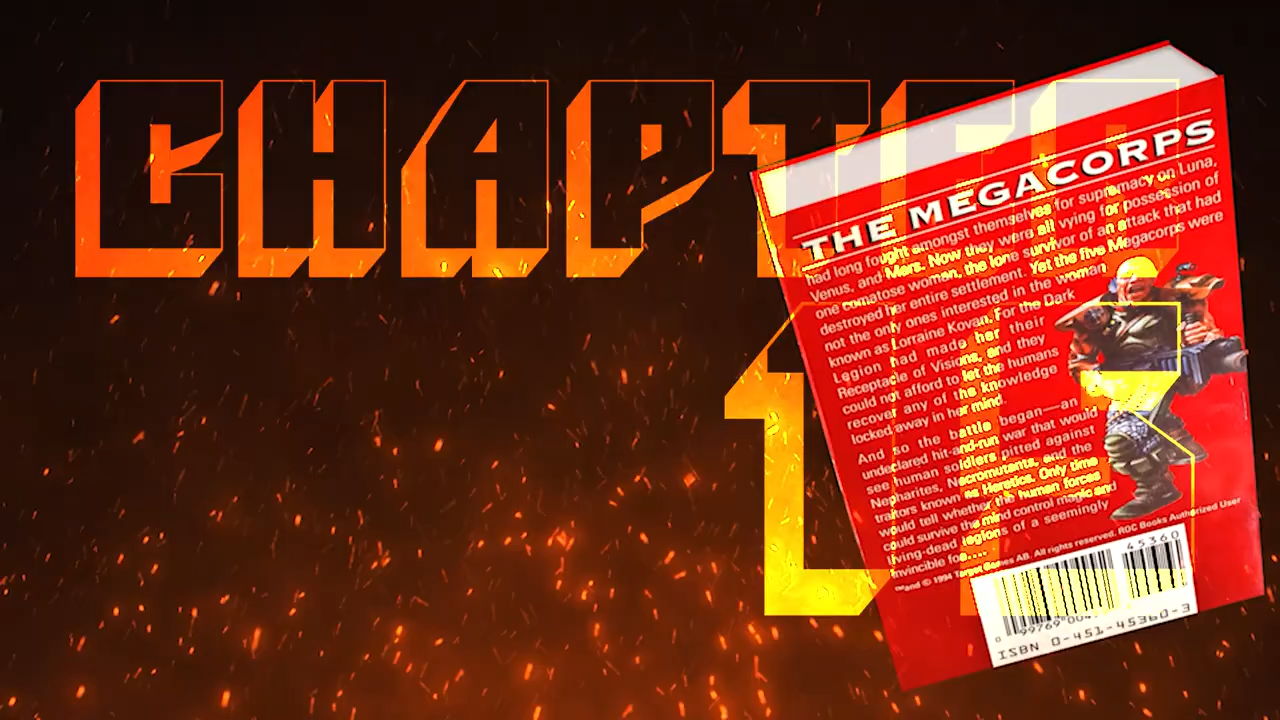 CHAPTER
THE MEGACORPS
had long fought amongst themselves for supremacy on Luna,
Venus, and Mars. Now they were all vying for possession of
one comatose woman, the lone survivor of an attack that had
destroyed her entire settlement. Yet the five Megacorps were
not the only ones interested in the woman
known as Lorraine Kovan. For the Dark
Legion had made her their
Receptacle of Visions, and they
could not afford to let the humans
recover any of the knowledge
locked away in her mind.
And so the battle began—an
undeclared hit-and-run war that would
see human soldiers pitted against
Nepharites, Necromutants, and the
traitors known as Heretics. Only time
would tell whether the human forces
could survive the mind control magic and
living-dead legions of a seemingly
invincible foe....
™and © 1994 Target Games AB. All rights reserved. ROC Books Authorized User
45360
0 99769
ISBN 0-451-45360-3